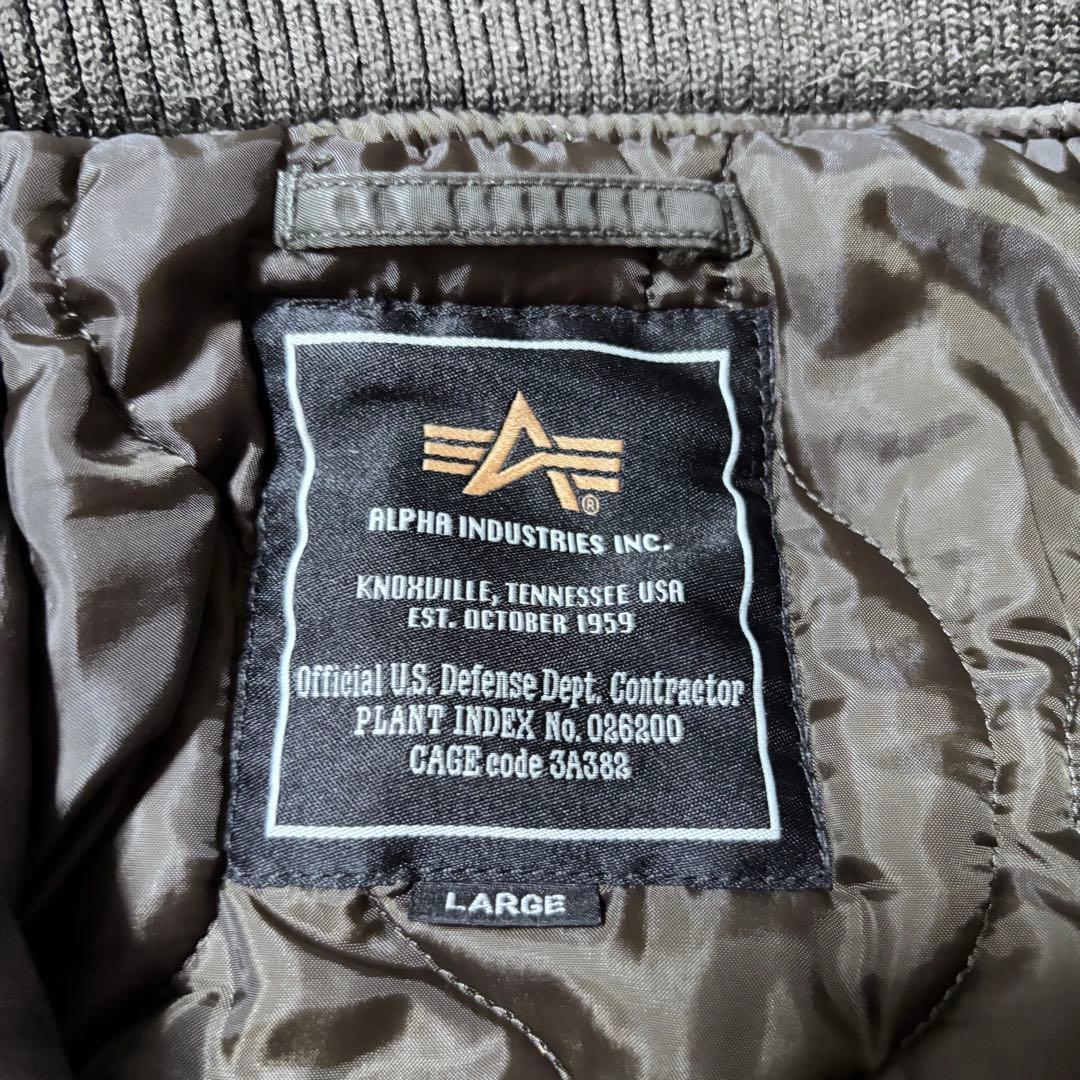 ®
ALPHA INDUSTRIES INC.
KNOXVILLE, TENNESSEE USA
EST. OCTOBER 1959
Official U.S. Defense Dept. Contractor
PLANT INDEX No. 026200
CAGE code 3A382
LARGE